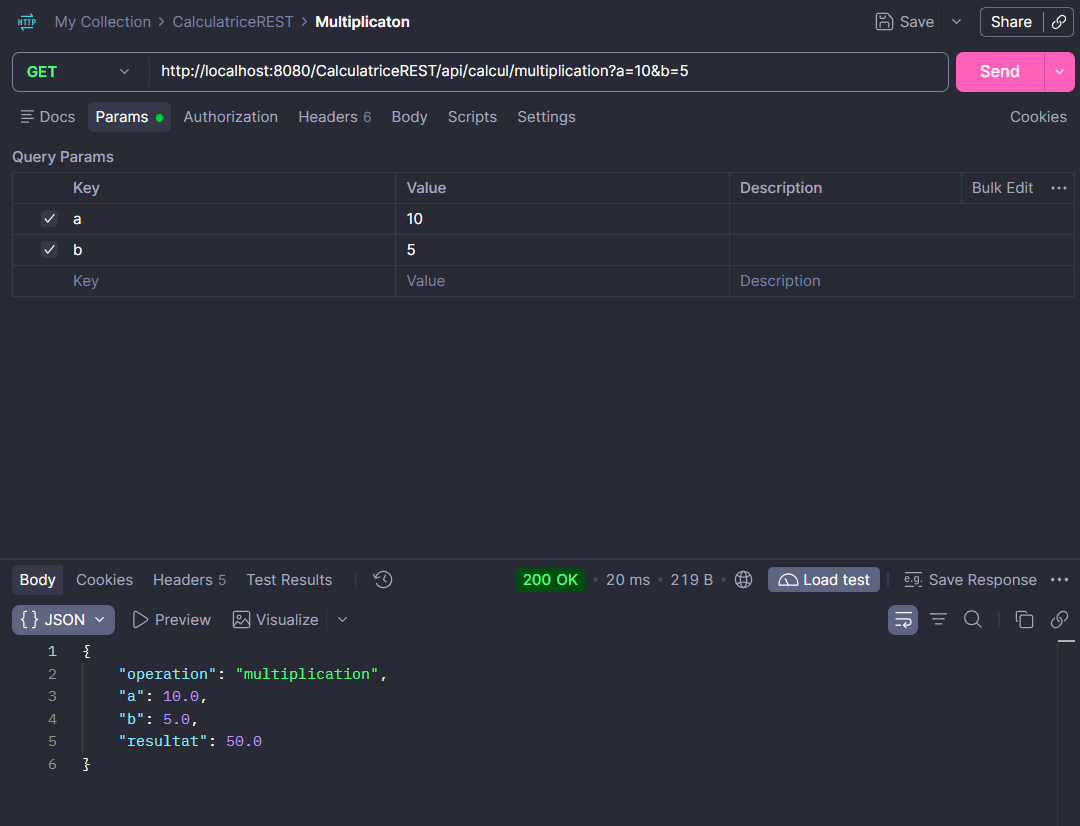 HTTP My Collection > CalculatriceREST > Multiplicaton Save Share
GET http://localhost:8080/CalculatriceREST/api/calcul/multiplication?a=10&b=5 Send
Docs Params Authorization Headers 6 Body Scripts Settings Cookies
Query Params
Key Value Description Bulk Edit
a 10
b 5
Key Value Description
Body Cookies Headers 5 Test Results 200 OK 20 ms 219 B Load test e.g. Save Response
{} JSON Preview Visualize
1 {
2 "operation": "multiplication",
3 "a": 10.0,
4 "b": 5.0,
5 "resultat": 50.0
6 }